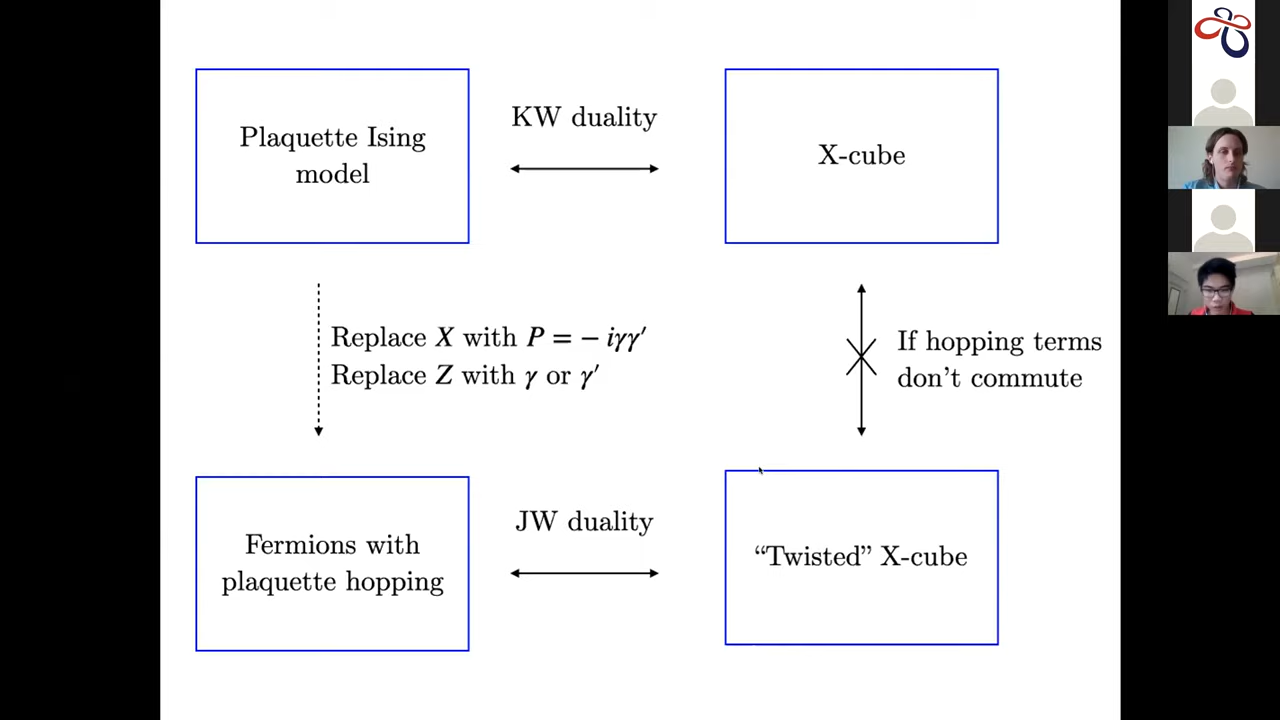 Plaquette Ising
model
KW duality
X-cube
Replace X with P = − iγγ′
Replace Z with γ or γ′
If hopping terms
don’t commute
Fermions with
plaquette hopping
JW duality
“Twisted” X-cube